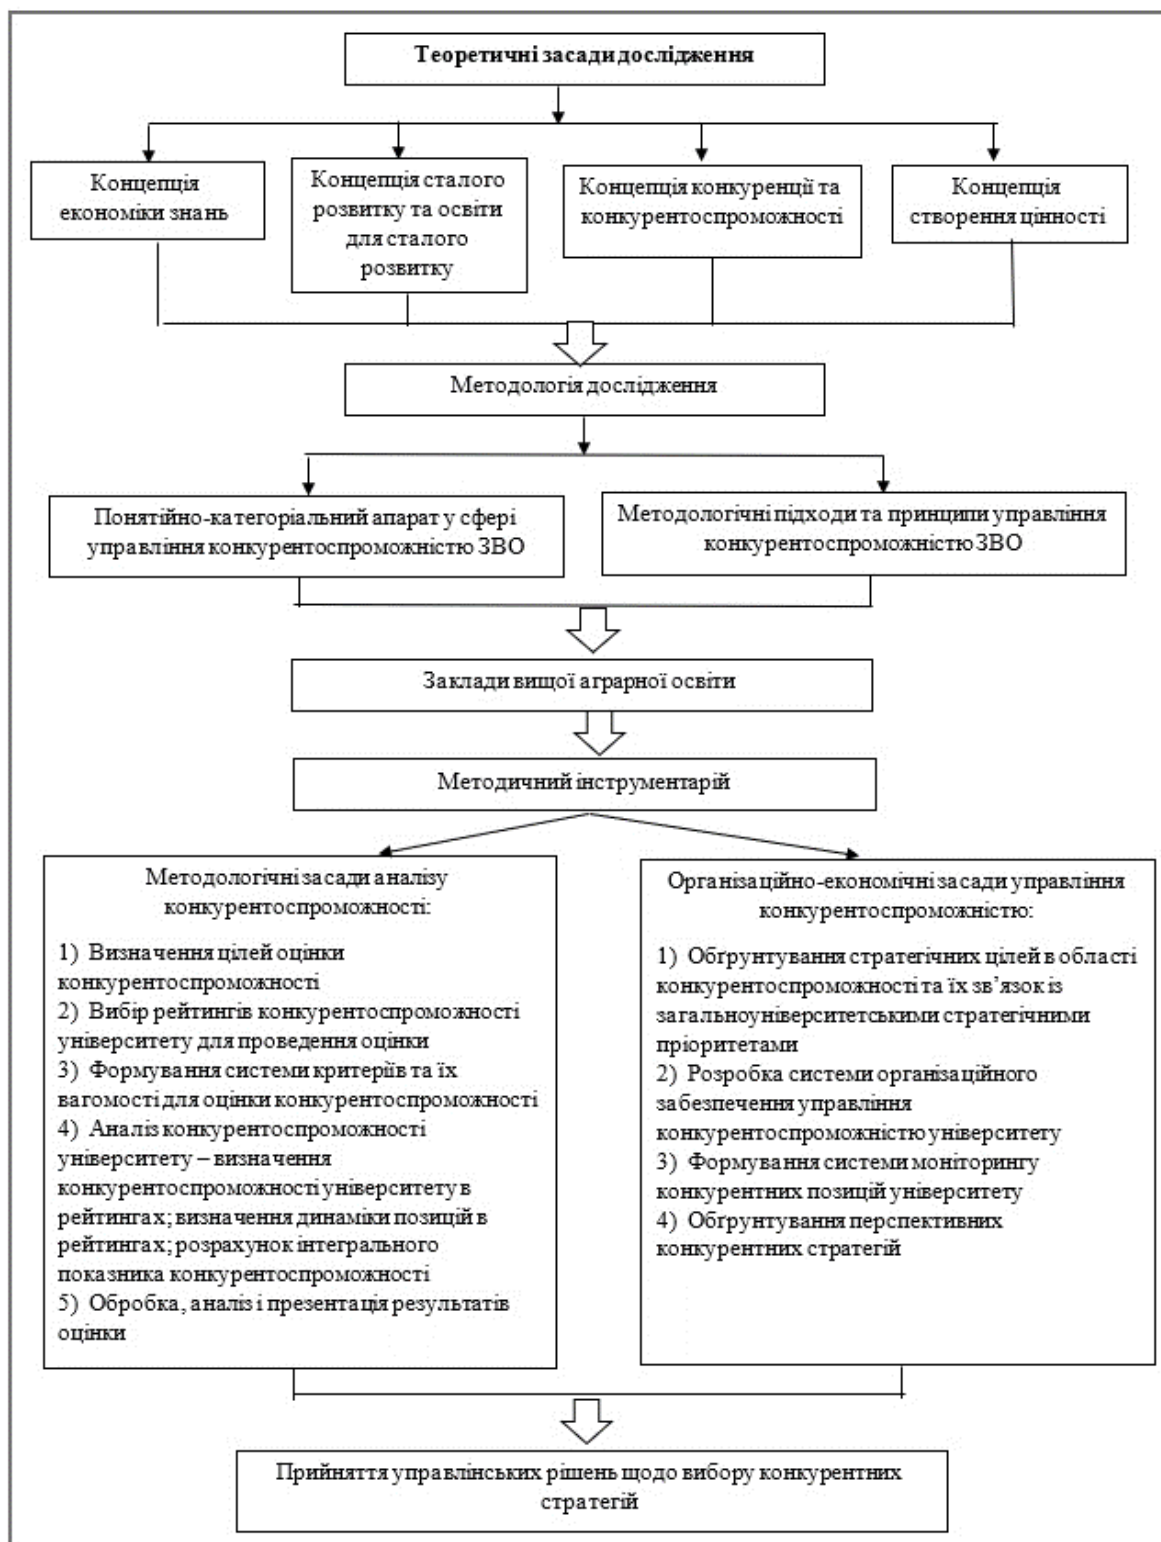 Теоретичні засади дослідження
Концепція
економіки знань
Концепція сталого
розвитку та освіти
для сталого
розвитку
Концепція конкуренції та
конкурентоспроможності
Концепція
створення цінності
Методологія дослідження
Понятійно-категоріальний апарат у сфері
управління конкурентоспроможністю ЗВО
Методологічні підходи та принципи управління
конкурентоспроможністю ЗВО
Заклади вищої аграрної освіти
Методичний інструментарій
Методологічні засади аналізу
конкурентоспроможності:
1) Визначення цілей оцінки
конкурентоспроможності
2) Вибір рейтингів конкурентоспроможності
університету для проведення оцінки
3) Формування системи критеріїв та їх
вагомості для оцінки конкурентоспроможності
4) Аналіз конкурентоспроможності
університету – визначення
конкурентоспроможності університету в
рейтингах; визначення динаміки позицій в
рейтингах; розрахунок інтегрального
показника конкурентоспроможності
5) Обробка, аналіз і презентація результатів
оцінки
Організаційно-економічні засади управління
конкурентоспроможністю:
1) Обґрунтування стратегічних цілей в області
конкурентоспроможності та їх зв’язок із
загальноуніверситетськими стратегічними
пріоритетами
2) Розробка системи організаційного
забезпечення управління
конкурентоспроможністю університету
3) Формування системи моніторингу
конкурентних позицій університету
4) Обґрунтування перспективних
конкурентних стратегій
Прийняття управлінських рішень щодо вибору конкурентних
стратегій